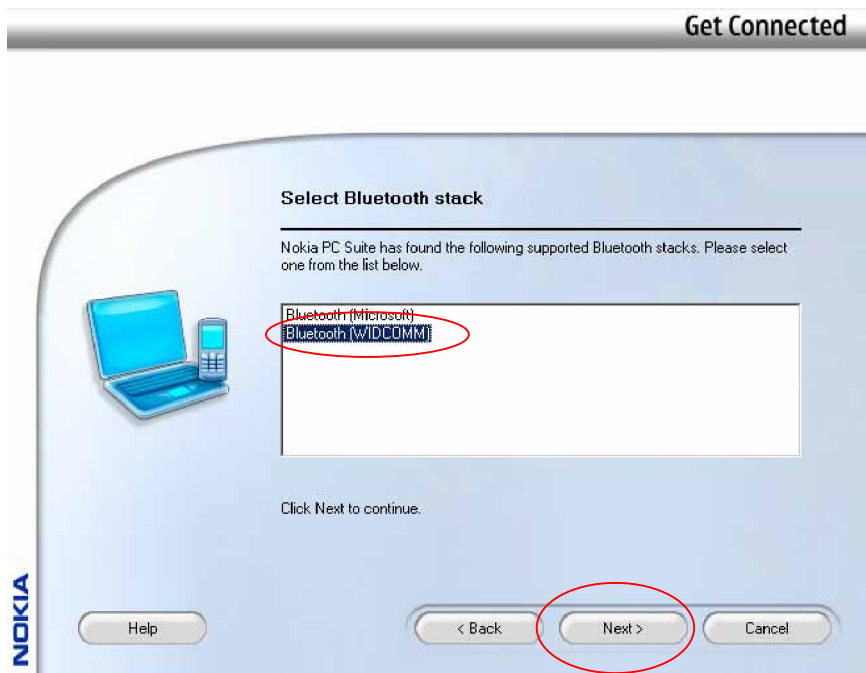 Get Connected
Select Bluetooth stack
Nokia PC Suite has found the following supported Bluetooth stacks. Please select
one from the list below.
Bluetooth (Microsoft)
Bluetooth (WIDCOMM)
Click Next to continue.
NOKIA
Help
< Back
Next >
Cancel